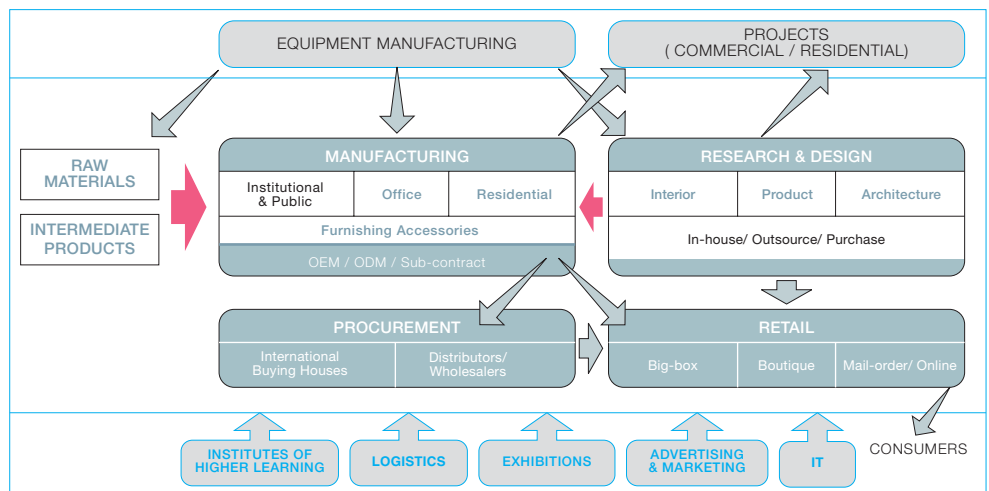 EQUIPMENT MANUFACTURING
PROJECTS
( COMMERCIAL / RESIDENTIAL)
RAW
MATERIALS
INTERMEDIATE
PRODUCTS
MANUFACTURING
Institutional
& Public
Office
Residential
Furnishing Accessories
OEM / ODM / Sub-contract
RESEARCH & DESIGN
Interior
Product
Architecture
In-house/ Outsource/ Purchase
PROCUREMENT
International
Buying Houses
Distributors/
Wholesalers
RETAIL
Big-box
Boutique
Mail-order/ Online
INSTITUTES OF
HIGHER LEARNING
LOGISTICS
EXHIBITIONS
ADVERTISING
& MARKETING
IT
CONSUMERS